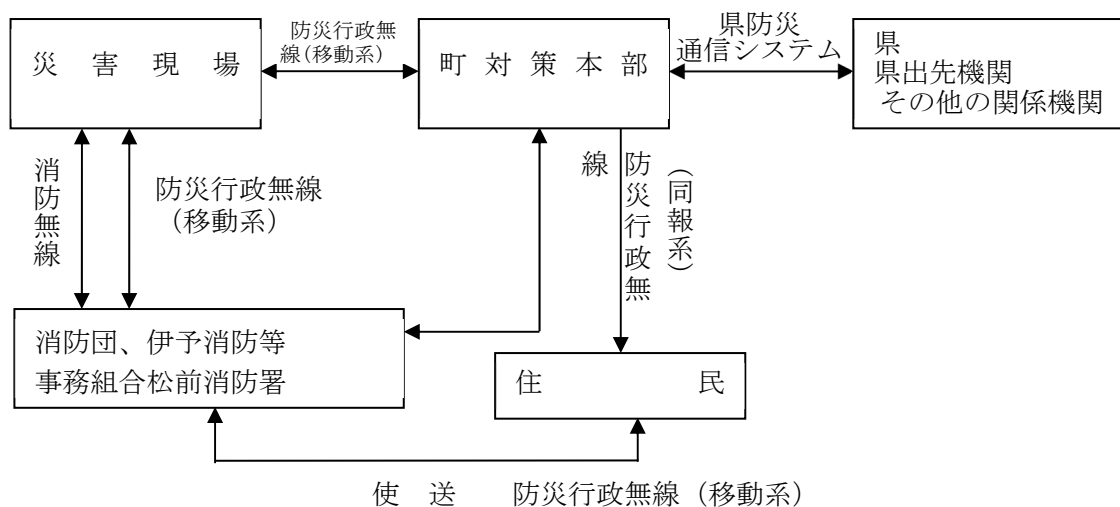 災害現場
防災行政無
線(移動系)
町対策本部
県防災
通信システム
県
県出先機関
その他の関係機関
消防無線
防災行政無線
（移動系）
防災行政無
線
（同報系）
消防団、伊予消防等
事務組合松前消防署
住民
使送 防災行政無線（移動系）